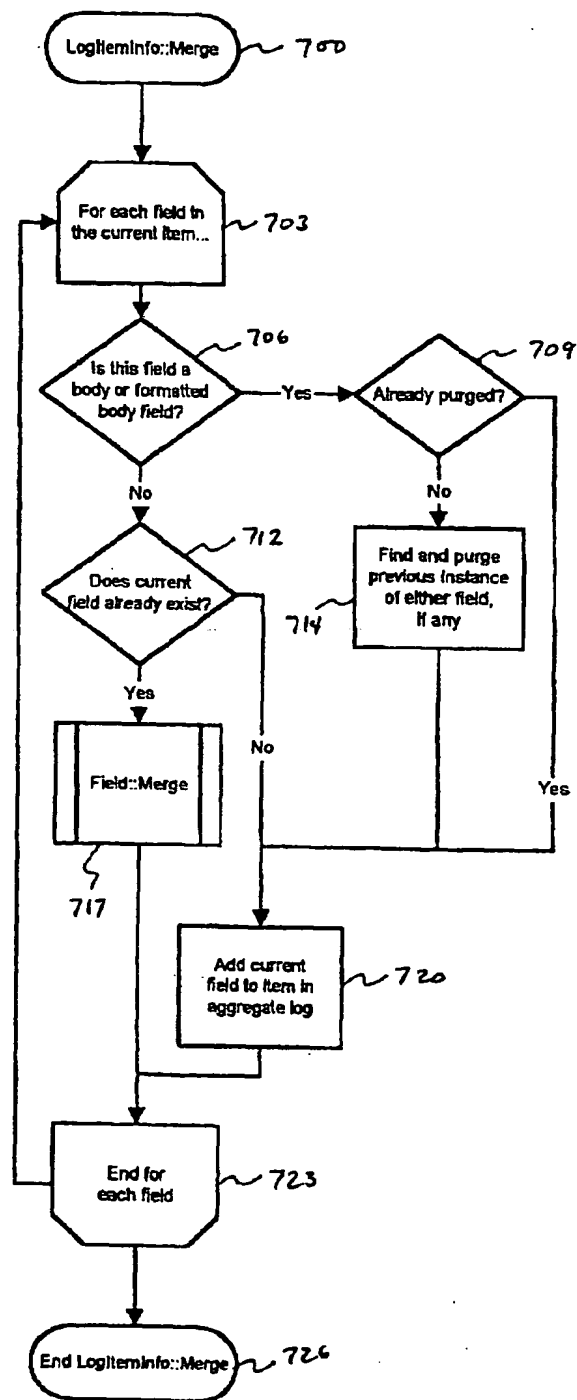 LogItemInfo::Merge
700
For each field in
the current item...
703
Is this field a
body or formatted
body field?
706
Yes
Already purged?
709
No
No
Does current
field already exist?
712
Find and purge
previous instance
of either field,
if any
714
Yes
No
Yes
Field::Merge
717
Add current
field to item in
aggregate log
720
End for
each field
723
End LogItemInfo::Merge
726